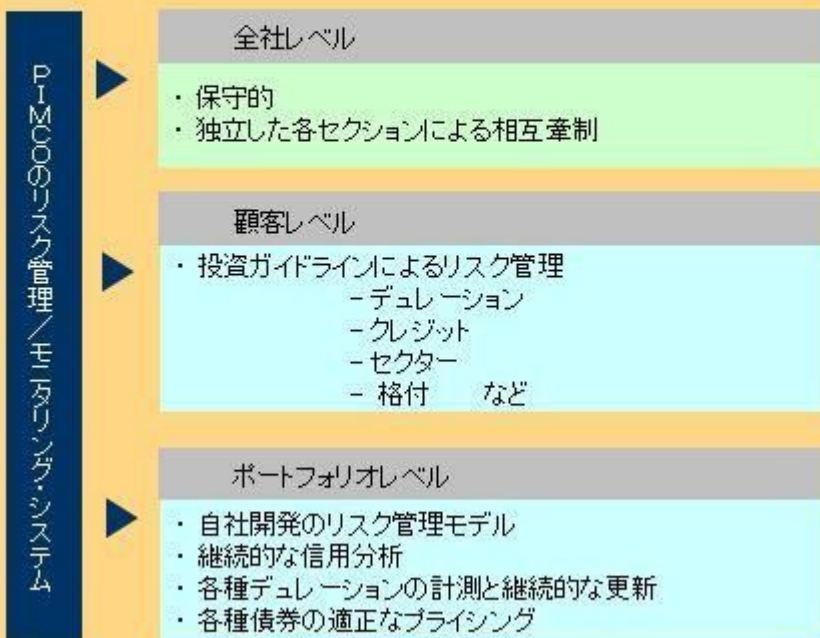 PIMCOのリスク管理／モニタリング・システム
全社レベル
・保守的
・独立した各セクションによる相互牽制
顧客レベル
・投資ガイドラインによるリスク管理
－デュレーション
－クレジット
－セクター
－ 格付　など
ポートフォリオレベル
・自社開発のリスク管理モデル
・継続的な信用分析
・各種デュレーションの計測と継続的な更新
・各種債券の適正なプライシング